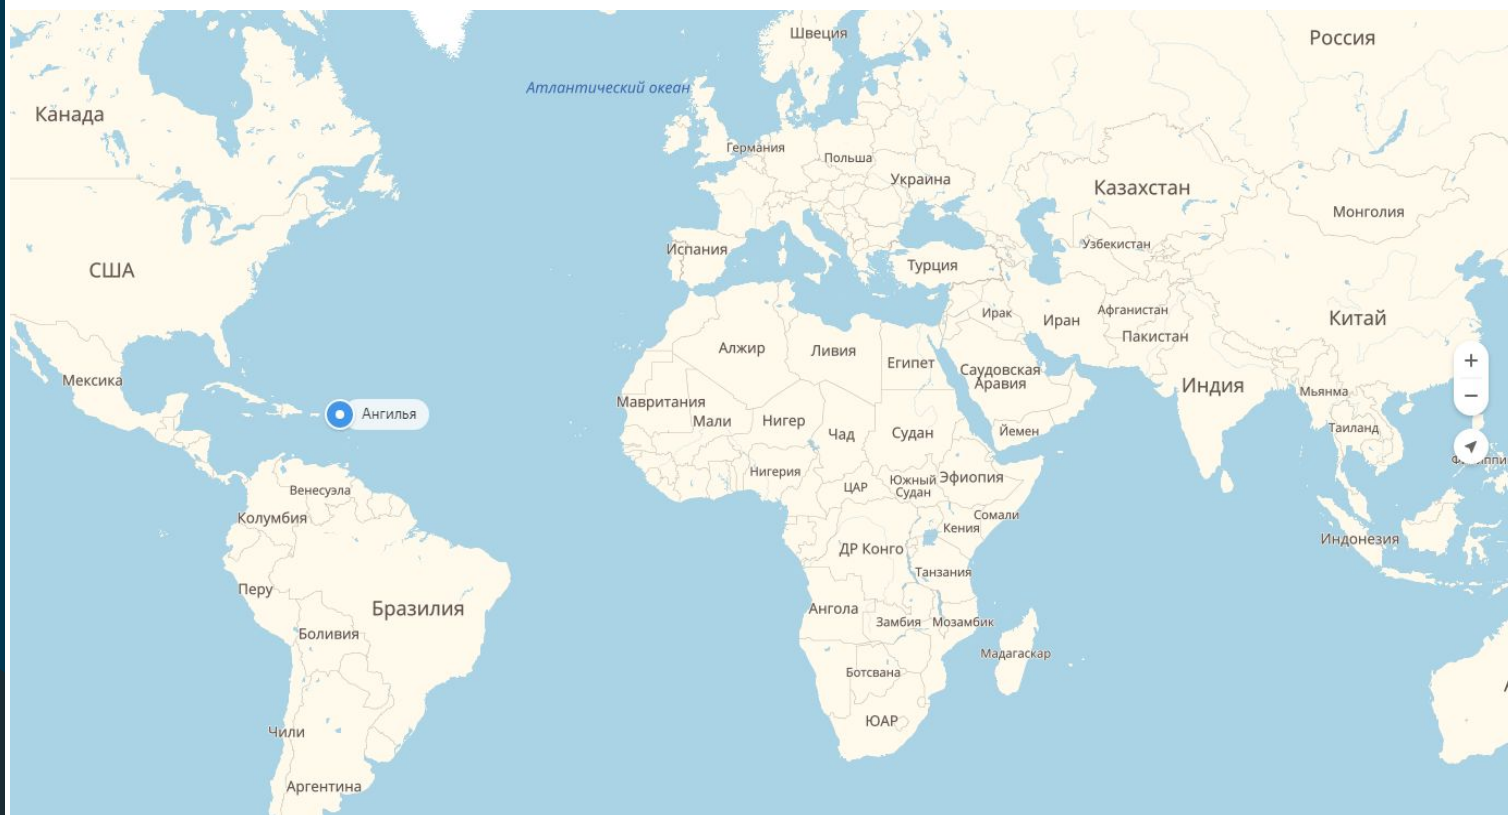 Швеция
Россия
Атлантический океан
Канада
Германия
Польша
Украина
Казахстан
Монголия
Испания
Узбекистан
Турция
США
Ирак
Иран
Афганистан
Пакистан
Китай
Алжир
Ливия
Египет
Саудовская
Аравия
Индия
Мексика
Мьянма
Мавритания
Мали
Нигер
Чад
Судан
Йемен
Таиланд
Ангилья
Нигерия
ЦАР
Южный
Судан
Эфиопия
Венесуэла
Колумбия
Сомали
Кения
Индонезия
ДР Конго
Танзания
Перу
Бразилия
Ангола
Замбия
Мозамбик
Боливия
Мадагаскар
Ботсвана
ЮАР
Чили
Аргентина